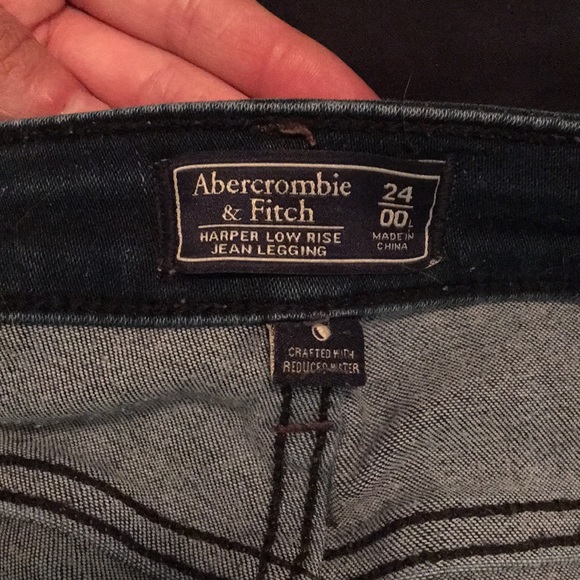 Abercrombie
& Fitch
HARPER LOW RISE
JEAN LEGGING
24
00L
MADE IN
CHINA
CRAFTED WITH
REDUCED WATER